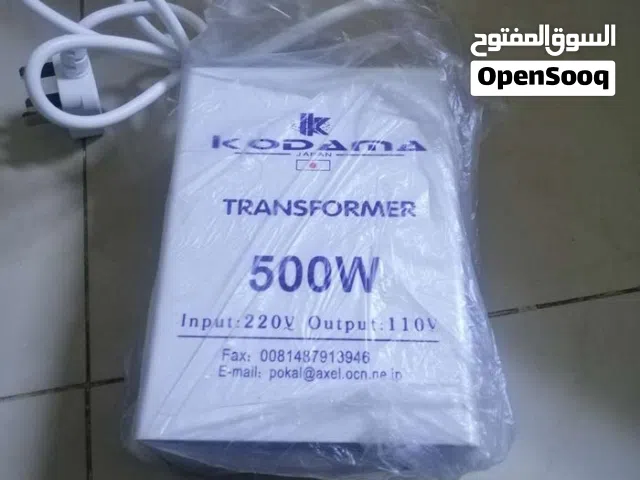 السوق المفتوح
OpenSooq
K
KODAMA
JAPAN
TRANSFORMER
500W
Input:220V Output:110V
Fax: 0081487913946
E-mail: pokal@axel.ocn.ne.jp